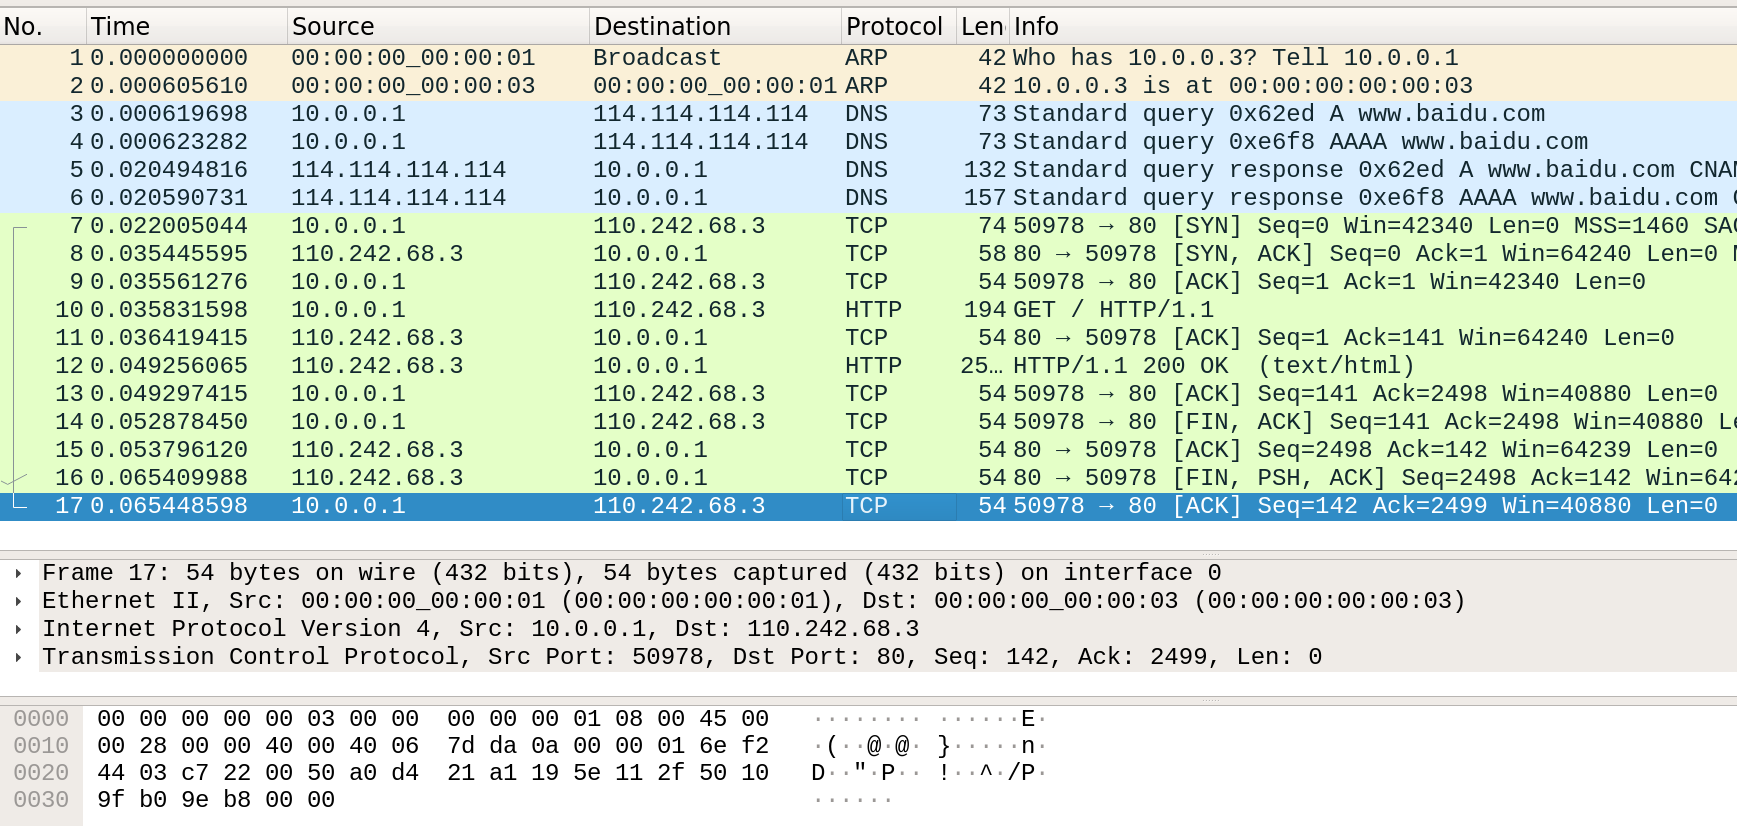 No. Time Source Destination Protocol Len Info
1 0.000000000 00:00:00_00:00:01 Broadcast ARP 42 Who has 10.0.0.3? Tell 10.0.0.1
2 0.000605610 00:00:00_00:00:03 00:00:00_00:00:01 ARP 42 10.0.0.3 is at 00:00:00:00:00:03
3 0.000619698 10.0.0.1 114.114.114.114 DNS 73 Standard query 0x62ed A www.baidu.com
4 0.000623282 10.0.0.1 114.114.114.114 DNS 73 Standard query 0xe6f8 AAAA www.baidu.com
5 0.020494816 114.114.114.114 10.0.0.1 DNS 132 Standard query response 0x62ed A www.baidu.com CNA
6 0.020590731 114.114.114.114 10.0.0.1 DNS 157 Standard query response 0xe6f8 AAAA www.baidu.com
7 0.022005044 10.0.0.1 110.242.68.3 TCP 74 50978 → 80 [SYN] Seq=0 Win=42340 Len=0 MSS=1460 SA
8 0.035445595 110.242.68.3 10.0.0.1 TCP 58 80 → 50978 [SYN, ACK] Seq=0 Ack=1 Win=64240 Len=0
9 0.035561276 10.0.0.1 110.242.68.3 TCP 54 50978 → 80 [ACK] Seq=1 Ack=1 Win=42340 Len=0
10 0.035831598 10.0.0.1 110.242.68.3 HTTP 194 GET / HTTP/1.1
11 0.036419415 110.242.68.3 10.0.0.1 TCP 54 80 → 50978 [ACK] Seq=1 Ack=141 Win=64240 Len=0
12 0.049256065 110.242.68.3 10.0.0.1 HTTP 25… HTTP/1.1 200 OK (text/html)
13 0.049297415 10.0.0.1 110.242.68.3 TCP 54 50978 → 80 [ACK] Seq=141 Ack=2498 Win=40880 Len=0
14 0.052878450 10.0.0.1 110.242.68.3 TCP 54 50978 → 80 [FIN, ACK] Seq=141 Ack=2498 Win=40880 L
15 0.053796120 110.242.68.3 10.0.0.1 TCP 54 80 → 50978 [ACK] Seq=2498 Ack=142 Win=64239 Len=0
16 0.065409988 110.242.68.3 10.0.0.1 TCP 54 80 → 50978 [FIN, PSH, ACK] Seq=2498 Ack=142 Win=642
17 0.065448598 10.0.0.1 110.242.68.3 TCP 54 50978 → 80 [ACK] Seq=142 Ack=2499 Win=40880 Len=0
Frame 17: 54 bytes on wire (432 bits), 54 bytes captured (432 bits) on interface 0
Ethernet II, Src: 00:00:00_00:00:01 (00:00:00:00:00:01), Dst: 00:00:00_00:00:03 (00:00:00:00:00:03)
Internet Protocol Version 4, Src: 10.0.0.1, Dst: 110.242.68.3
Transmission Control Protocol, Src Port: 50978, Dst Port: 80, Seq: 142, Ack: 2499, Len: 0
0000 00 00 00 00 00 03 00 00 00 00 00 01 08 00 45 00 ········ ······E·
0010 00 28 00 00 40 00 40 06 7d da 0a 00 00 01 6e f2 ·(··@·@· }·····n·
0020 44 03 c7 22 00 50 a0 d4 21 a1 19 5e 11 2f 50 10 D··"·P·· !··^·/P·
0030 9f b0 9e b8 00 00 ······